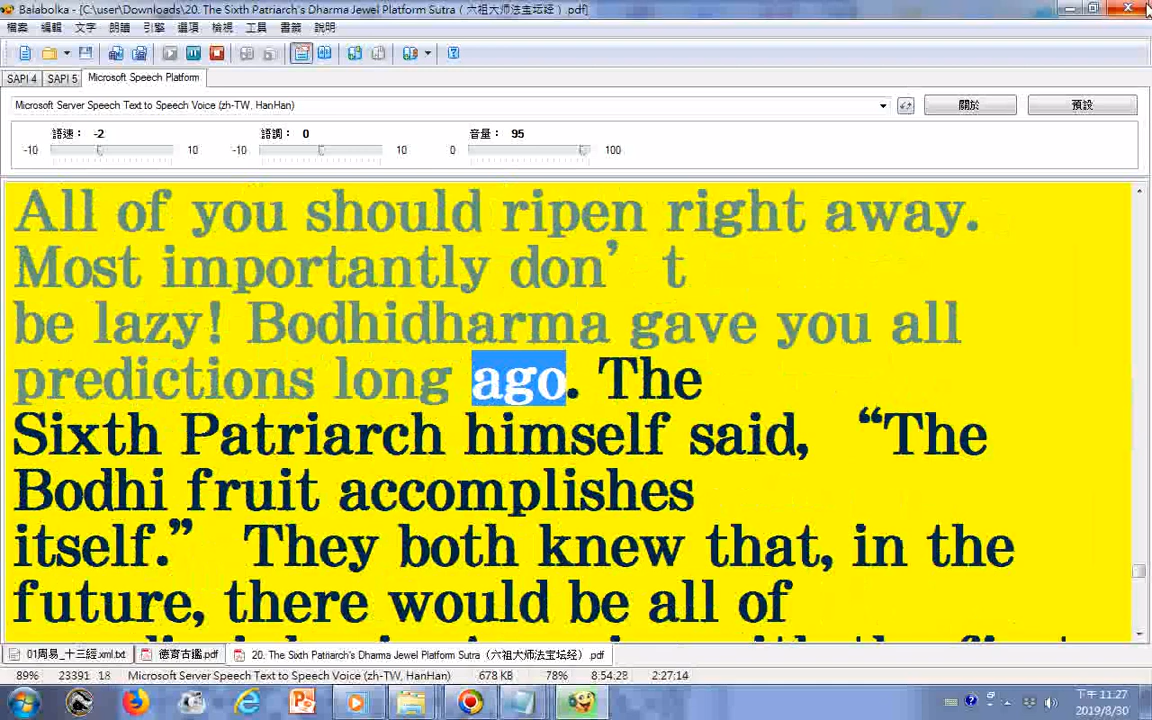 Balabolka - [C:\user\Downloads\20. The Sixth Patriarch's Dharma Jewel Platform Sutra（六祖大师法宝坛经）pdf]
檔案 編輯 文字 朗讀 引擎 選項 檢視 工具 書籤 說明
SAPI 4 SAPI 5 Microsoft Speech Platform
Microsoft Server Speech Text to Speech Voice (zh-TW, HanHan) 關於 預設
語速： -2 語調： 0 音量： 95
-10 10 -10 10 0 100
All of you should ripen right away.
Most importantly don’t
be lazy! Bodhidharma gave you all
predictions long ago. The
Sixth Patriarch himself said, “The
Bodhi fruit accomplishes
itself.” They both knew that, in the
future, there would be all of
01周易_十三經.xml.txt 德育古鑑.pdf 20. The Sixth Patriarch's Dharma Jewel Platform Sutra（六祖大师法宝坛经）.pdf
89% 23391 18 Microsoft Server Speech Text to Speech Voice (zh-TW, HanHan) 678 KB 78% 8:54:28 2:27:14
下午 11:27
2019/8/30